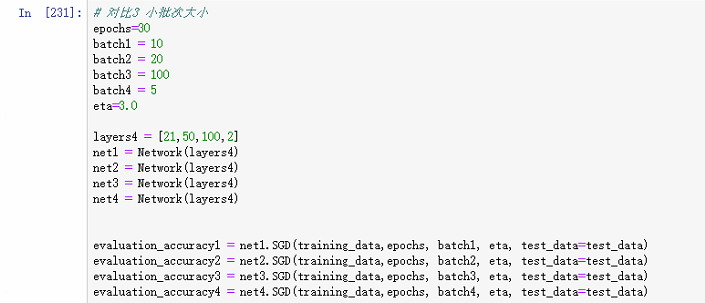 In [231]: # 对比3 小批次大小
epochs=30
batch1 = 10
batch2 = 20
batch3 = 100
batch4 = 5
eta=3.0
layers4 = [21,50,100,2]
net1 = Network(layers4)
net2 = Network(layers4)
net3 = Network(layers4)
net4 = Network(layers4)
evaluation_accuracy1 = net1.SGD(training_data,epochs, batch1, eta, test_data=test_data)
evaluation_accuracy2 = net2.SGD(training_data,epochs, batch2, eta, test_data=test_data)
evaluation_accuracy3 = net3.SGD(training_data,epochs, batch3, eta, test_data=test_data)
evaluation_accuracy4 = net4.SGD(training_data,epochs, batch4, eta, test_data=test_data)